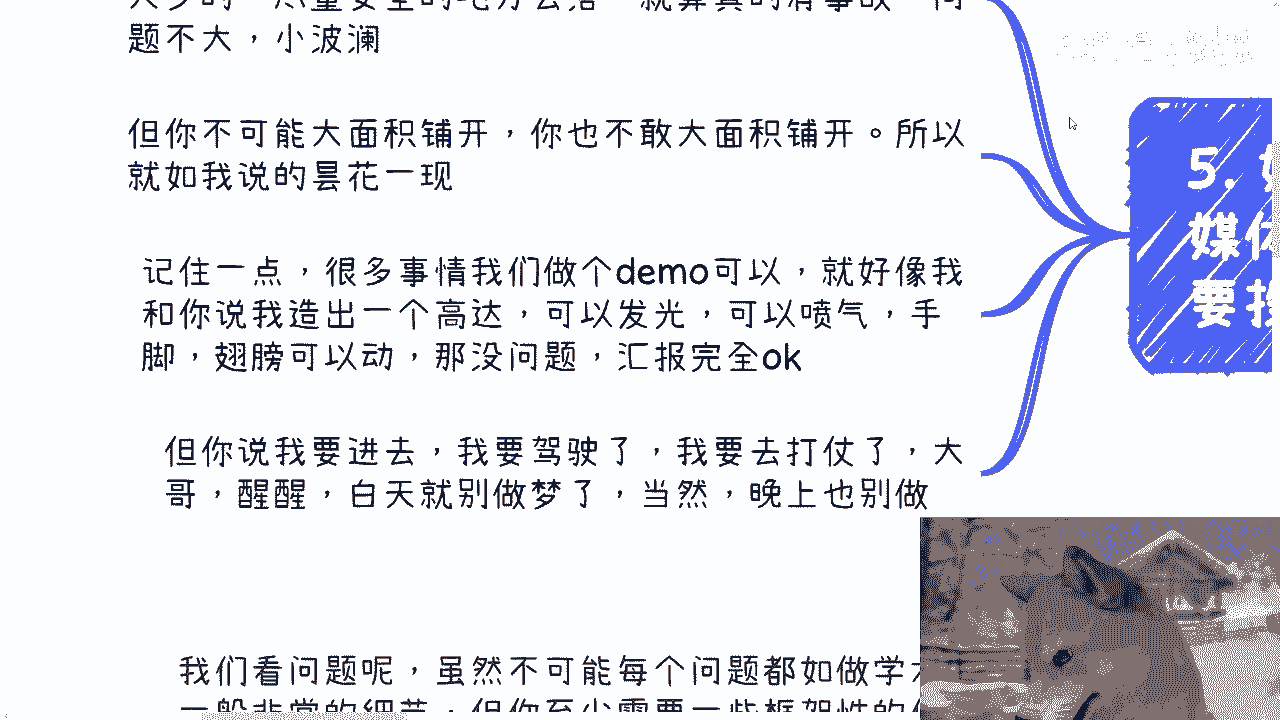 题不大，小波澜
但你不可能大面积铺开，你也不敢大面积铺开。所以
就如我说的昙花一现
记住一点，很多事情我们做个demo可以，就好像我
和你说我造出一个高达，可以发光，可以喷气，手
脚，翅膀可以动，那没问题，汇报完全ok
但你说我要进去，我要驾驶了，我要去打仗了，大
哥，醒醒，白天就别做梦了，当然，晚上也别做
我们看问题呢，虽然不可能每个问题都如做学
5.
媒体
要